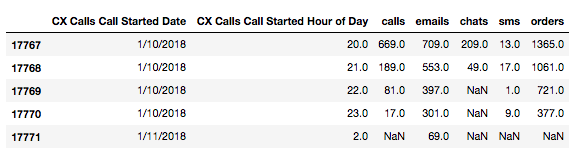 CX Calls Call Started Date CX Calls Call Started Hour of Day calls emails chats sms orders
17767 1/10/2018 20.0 669.0 709.0 209.0 13.0 1365.0
17768 1/10/2018 21.0 189.0 553.0 49.0 17.0 1061.0
17769 1/10/2018 22.0 81.0 397.0 NaN 1.0 721.0
17770 1/10/2018 23.0 17.0 301.0 NaN 9.0 377.0
17771 1/11/2018 2.0 NaN 69.0 NaN NaN NaN